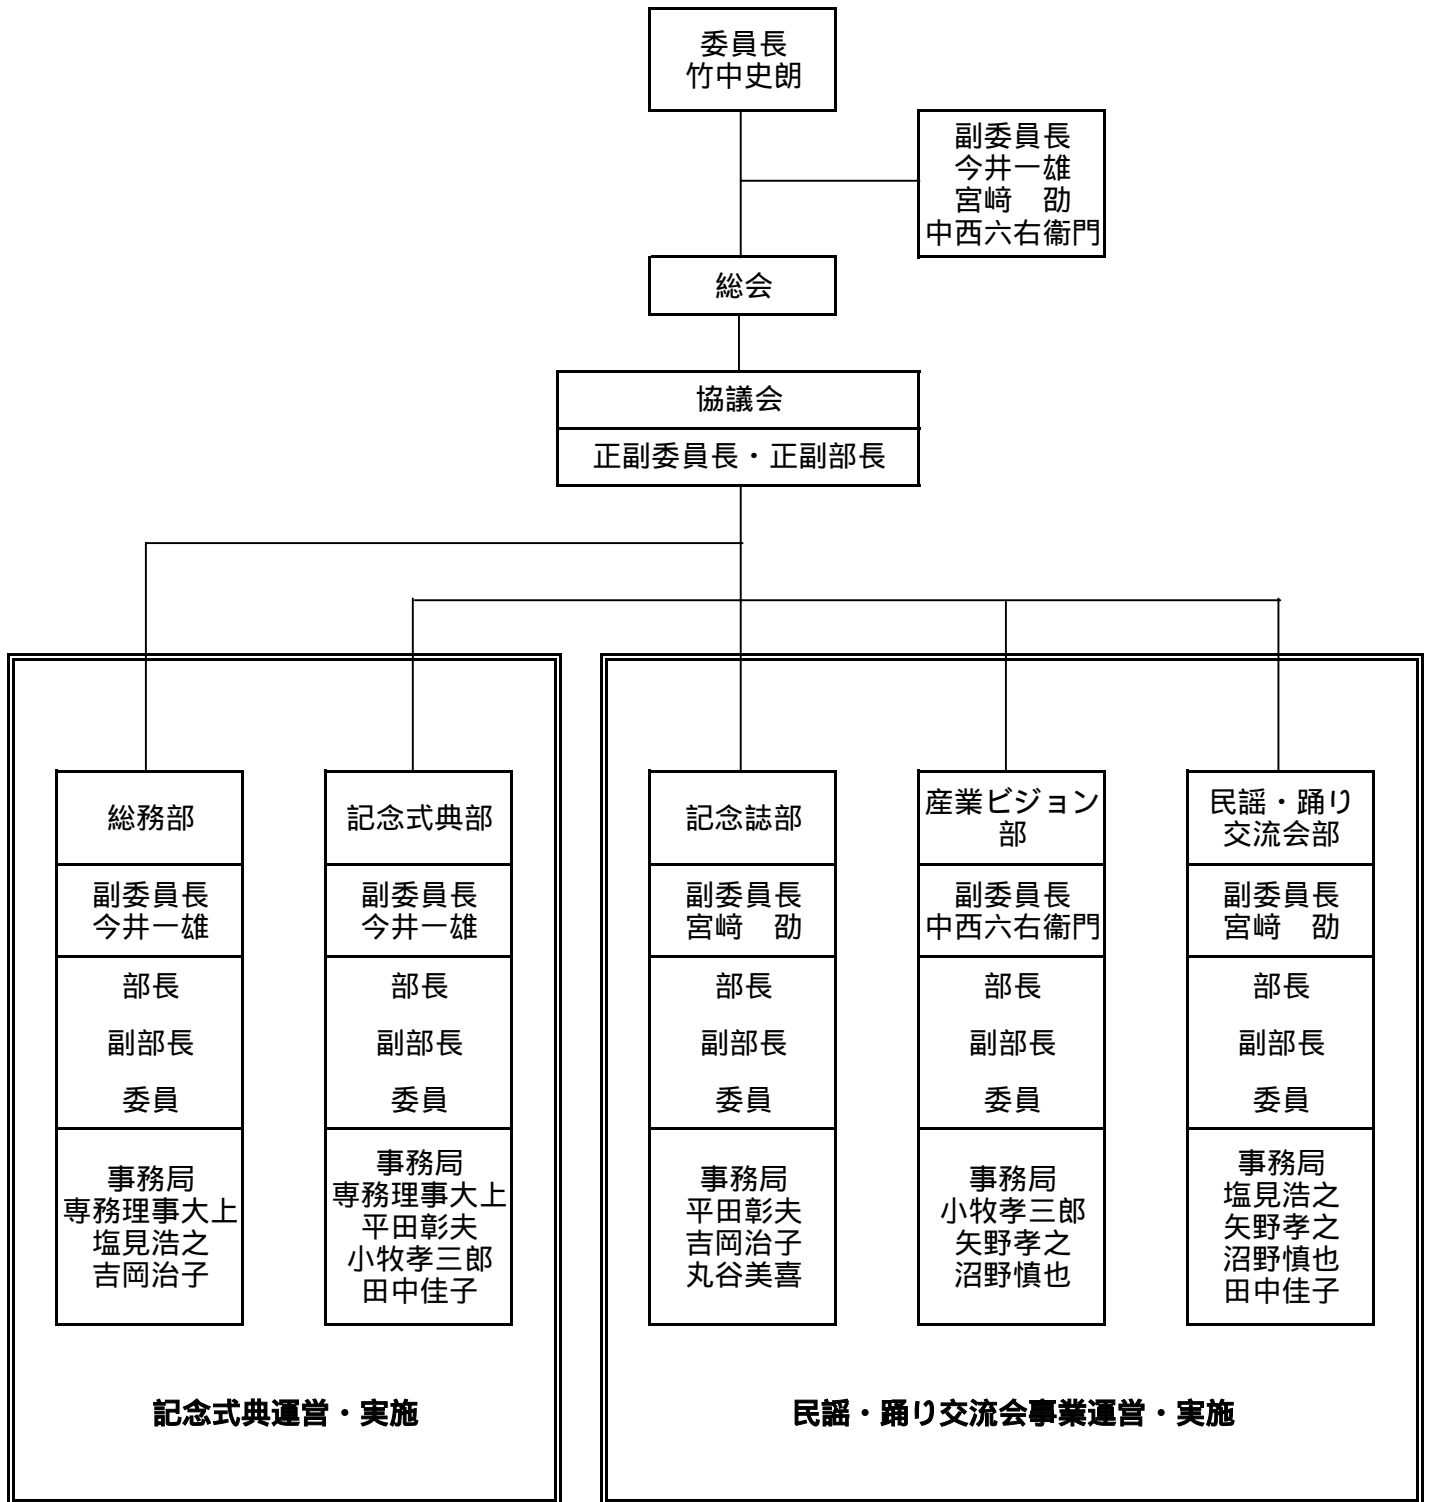 委員長
竹中史朗
副委員長
今井一雄
宮﨑　劭
中西六右衞門
総会
協議会
正副委員長・正副部長
総務部
副委員長
今井一雄
部長
副部長
委員
事務局
専務理事大上
塩見浩之
吉岡治子
記念式典部
副委員長
今井一雄
部長
副部長
委員
事務局
専務理事大上
平田彰夫
小牧孝三郎
田中佳子
記念誌部
副委員長
宮﨑　劭
部長
副部長
委員
事務局
平田彰夫
吉岡治子
丸谷美喜
産業ビジョン
部
副委員長
中西六右衞門
部長
副部長
委員
事務局
小牧孝三郎
矢野孝之
沼野慎也
民謡・踊り
交流会部
副委員長
宮﨑　劭
部長
副部長
委員
事務局
塩見浩之
矢野孝之
沼野慎也
田中佳子
記念式典運営・実施
民謡・踊り交流会事業運営・実施